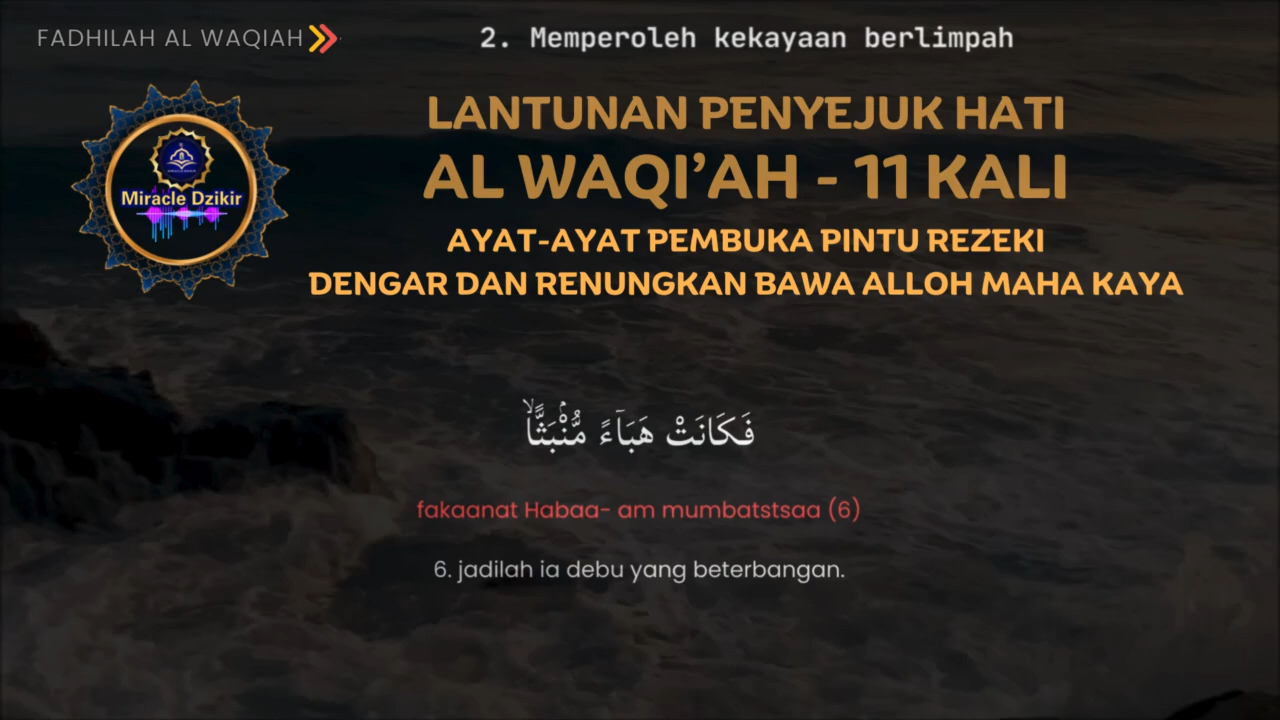 FADHILAH AL WAQIAH
2. Memperoleh kekayaan berlimpah
Miracle Dzikir
LANTUNAN PENYEJUK HATI
AL WAQI'AH - 11 KALI
AYAT-AYAT PEMBUKA PINTU REZEKI
DENGAR DAN RENUNGKAN BAWA ALLOH MAHA KAYA
فَكَانَتْ هَبَاۤءً مُّنْۢبَثًّاۙ
fakaanat Habaa- am mumbatstsaa (6)
6. jadilah ia debu yang beterbangan.